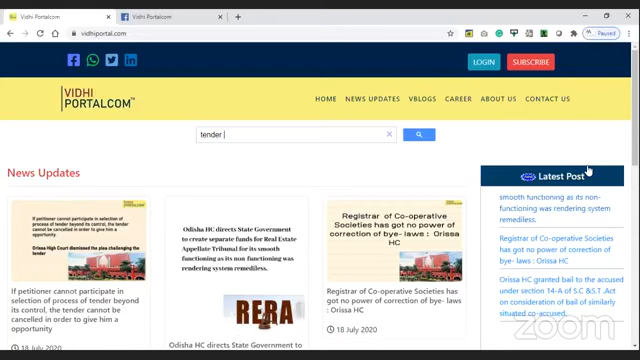 Vidhi Portalcom
Vidhi Portalcom
vidhiportal.com
Paused
LOGIN
SUBSCRIBE
VIDHI
PORTALCOM
HOME
NEWS UPDATES
VBLOGS
CAREER
ABOUT US
CONTACT US
tender
News Updates
If petitioner cannot participate in
selection of process of tender
beyond its control, the tender
cannot be cancelled in order to
give him a opportunity
Orissa High Court dismissed the plea challenging the
tender
If petitioner cannot participate in
selection of process of tender beyond
its control, the tender cannot be
cancelled in order to give him a
opportunity
18 July 2020
Odisha HC directs State Government
to create separate funds for Real Estate
Appellate Tribunal for its smooth
functioning as its non functioning was
rendering system remediless.
RERA
Odisha HC directs State Government to
Registrar of Co-operative
Societies has got no power of
correction of bye- laws : Orissa
HC
Registrar of Co-operative Societies has
got no power of correction of bye- laws
: Orissa HC
18 July 2020
Latest Post
smooth functioning as its non-
functioning was rendering system
remediless.
Registrar of Co-operative Societies
has got no power of correction of
bye- laws : Orissa HC
Orissa HC granted bail to the accused
under section 14-A of S.C &S.T .Act
on consideration of bail of similarly
situated co-accused.
zoom